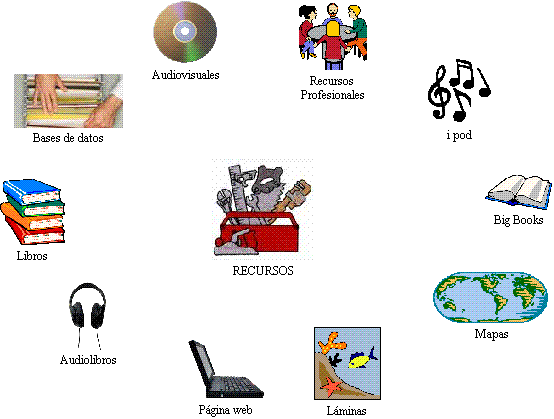 Audiovisuales
Recursos
Profesionales
Bases de datos
i pod
Libros
RECURSOS
Big Books
Audiolibros
Mapas
Página web
Láminas